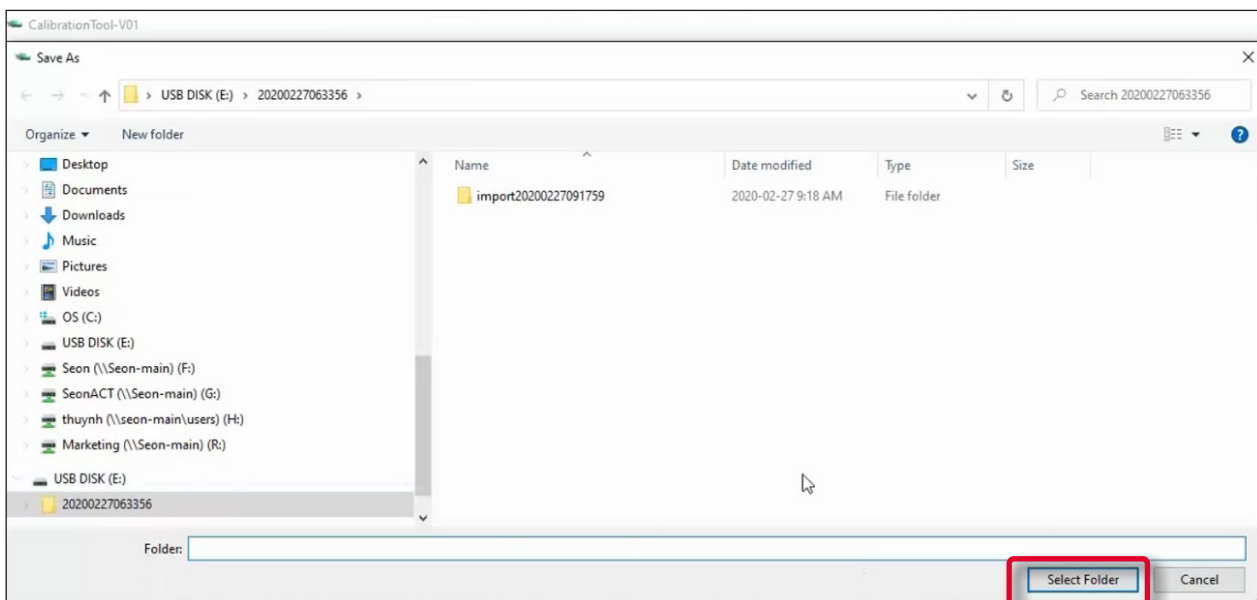 CalibrationTool-V01
Save As
USB DISK (E:) › 20200227063356 ›
Search 20200227063356
Organize
New folder
Name
Date modified
Type
Size
import20200227091759
2020-02-27 9:18 AM
File folder
Desktop
Documents
Downloads
Music
Pictures
Videos
OS (C:)
USB DISK (E:)
Seon (\\Seon-main) (F:)
SeonACT (\\Seon-main) (G:)
thuynh (\\seon-main\users) (H:)
Marketing (\\Seon-main) (R:)
USB DISK (E:)
20200227063356
Folder:
Select Folder
Cancel